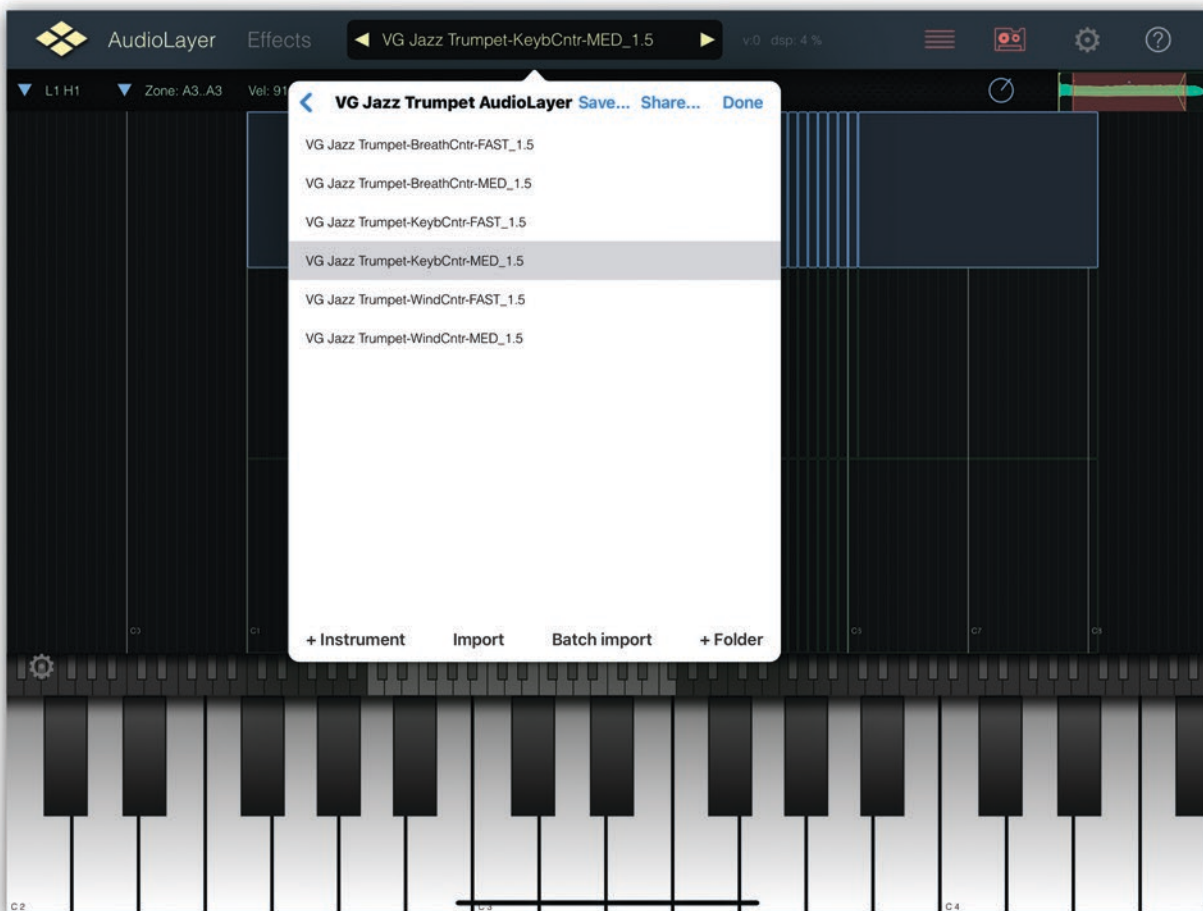 AudioLayer Effects VG Jazz Trumpet-KeybCntr-MED_1.5 v:0 dsp: 4 %
L1 H1 Zone: A3..A3 Vel: 91
VG Jazz Trumpet AudioLayer Save... Share... Done
VG Jazz Trumpet-BreathCntr-FAST_1.5
VG Jazz Trumpet-BreathCntr-MED_1.5
VG Jazz Trumpet-KeybCntr-FAST_1.5
VG Jazz Trumpet-KeybCntr-MED_1.5
VG Jazz Trumpet-WindCntr-FAST_1.5
VG Jazz Trumpet-WindCntr-MED_1.5
+ Instrument Import Batch import + Folder
C1 C7
C2 C4